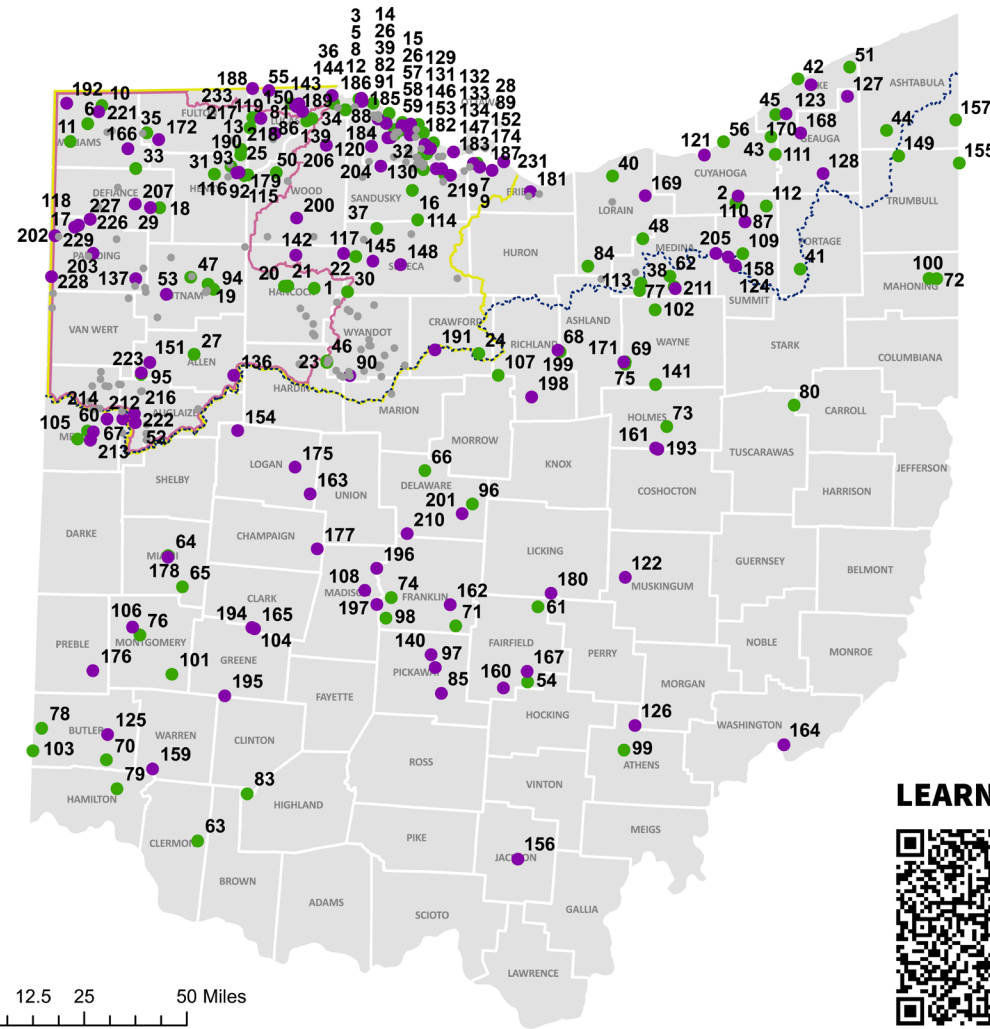 3 14
5 26
36 8 39 15
144 12 82 26 129
188 55 143 186 91 57 131 132 28
192 10 233 150 189 185 58 146 133 89
6 221 217 119 81 88 59 153 134 152
11 35 13 218 86 34 182 147 174
166 172 190 139 184 183 187
33 31 93 25 50 206 120 32 231
116 92 179 115 204 130 219 7 181
9
118 227 207 200 16
17 226 29 18 37 114
202 229 142 117 145 148
203 137 53 47 94 20 21 22 30
228 19 1
151 27 46 191 24
223 95 136 23 90 107
214 212 216
105 60 67 222
213 52 154
42 51
45 123 127
56 170 168 44 157
121 43 111 149 155
40 169 2 110 112 128
48 87
84 62 205 109 41
113 38 211 158 100 72
77 124
102
68 171 69
199 75 141
198 80
73
161 193
175 66
163 201 96
210
177
64 196
178 65 108 74 162 180 122
106 76 194 165 197 98 71 61
104
176 101 140 97 167
195 85 160 54
78 125 126 164
103 70 159 99
79 83
63
156
WILLIAMS
FULTON
OTTAWA
ERIE
LAKE
ASHTABULA
GEAUGA
CUYAHOGA
TRUMBULL
DEFIANCE
HENRY
WOOD
SANDUSKY
LORAIN
HURON
MEDINA
PORTAGE
SUMMIT
MAHONING
PAULDING
PUTNAM
HANCOCK
SENECA
VAN WERT
ALLEN
WYANDOT
CRAWFORD
RICHLAND
ASHLAND
WAYNE
STARK
COLUMBIANA
HARDIN
MARION
MERCER
AUGLAIZE
MORROW
HOLMES
CARROLL
TUSCARAWAS
JEFFERSON
SHELBY
LOGAN
UNION
DELAWARE
KNOX
COSHOCTON
HARRISON
DARKE
MIAMI
CHAMPAIGN
LICKING
GUERNSEY
BELMONT
CLARK
MADISON
FRANKLIN
MUSKINGUM
PREBLE
MONTGOMERY
GREENE
FAIRFIELD
PERRY
NOBLE
MONROE
FAYETTE
PICKAWAY
MORGAN
HOCKING
WASHINGTON
BUTLER
WARREN
CLINTON
ROSS
VINTON
ATHENS
HAMILTON
HIGHLAND
MEIGS
CLERMONT
PIKE
JACKSON
BROWN
ADAMS
SCIOTO
GALLIA
LAWRENCE
LEARN
12.5 25 50 Miles